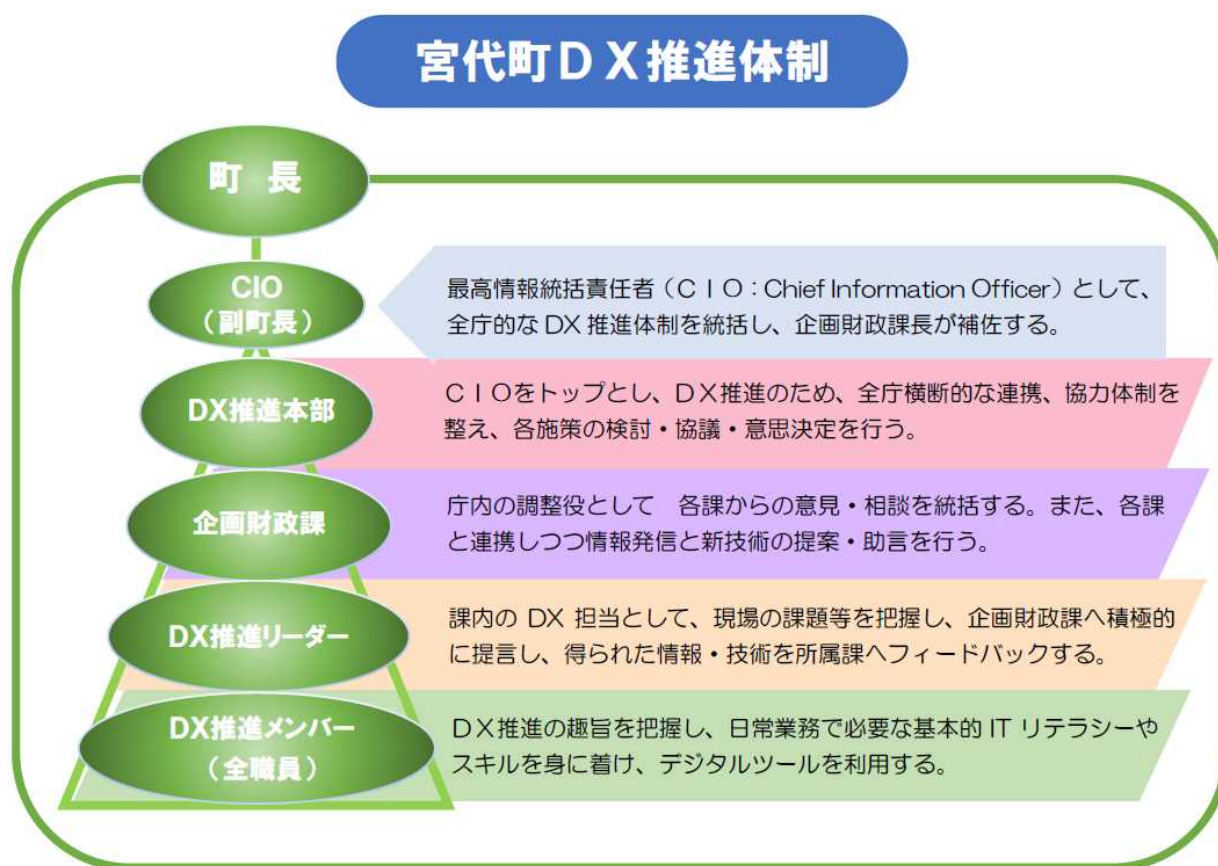 宮代町DX推進体制
町 長
CIO
（副町長）
最高情報統括責任者（ＣＩＯ：Chief Information Officer）として、
全庁的な DX 推進体制を統括し、企画財政課長が補佐する。
DX推進本部
ＣＩＯをトップとし、ＤＸ推進のため、全庁横断的な連携、協力体制を
整え、各施策の検討・協議・意思決定を行う。
企画財政課
庁内の調整役として　各課からの意見・相談を統括する。また、各課
と連携しつつ情報発信と新技術の提案・助言を行う。
DX推進リーダー
課内の DX 担当として、現場の課題等を把握し、企画財政課へ積極的
に提言し、得られた情報・技術を所属課へフィードバックする。
DX推進メンバー
（全職員）
ＤＸ推進の趣旨を把握し、日常業務で必要な基本的 IT リテラシーや
スキルを身に着け、デジタルツールを利用する。